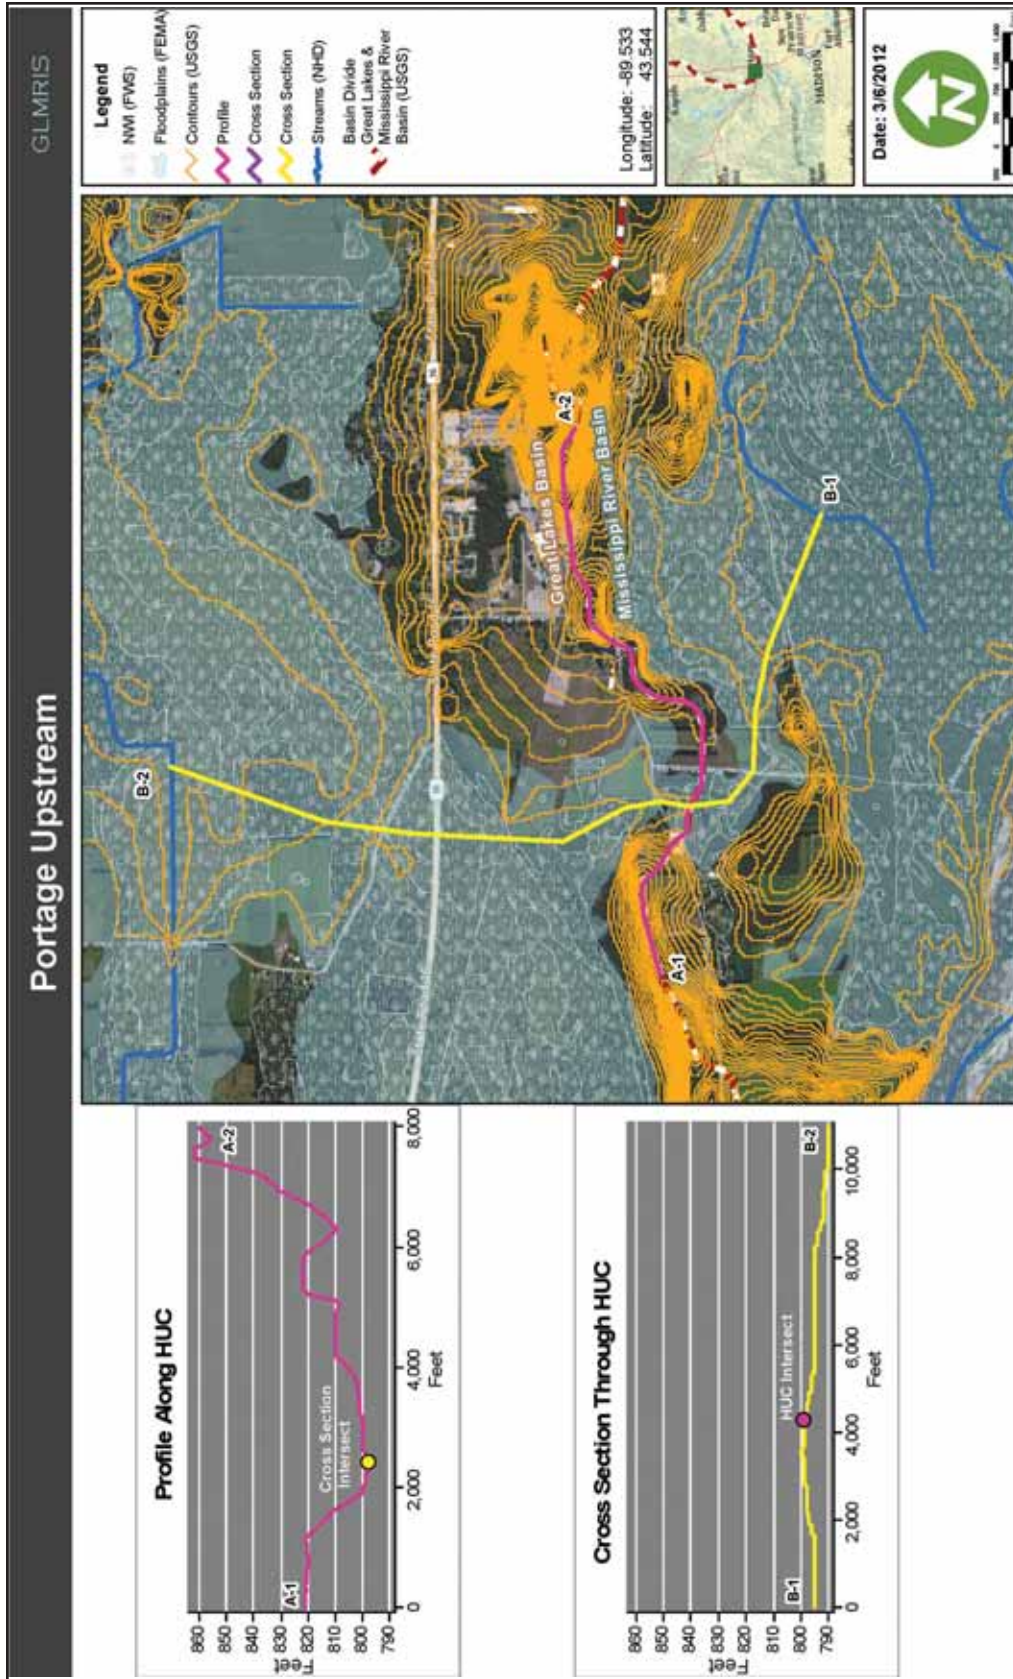 Portage Upstream
GLMRIS
Legend
NWI (FWS)
Floodplains (FEMA)
Contours (USGS)
Profile
Cross Section
Cross Section
Streams (NHD)
Basin Divide
Great Lakes &
Mississippi River
Basin (USGS)
Longitude: -89.533
Latitude: 43.544
MADISON
Date: 3/6/2012
N
B-2
A-2
Great Lakes Basin
Mississippi River Basin
B-1
A-1
Profile Along HUC
860
850
840
830
820
810
800
790
Feet
A-1
Cross Section
Intersect
A-2
0
2,000
4,000
6,000
8,000
Feet
Cross Section Through HUC
860
850
840
830
820
810
800
790
Feet
B-1
HUC Intersect
B-2
0
2,000
4,000
6,000
8,000
10,000
Feet